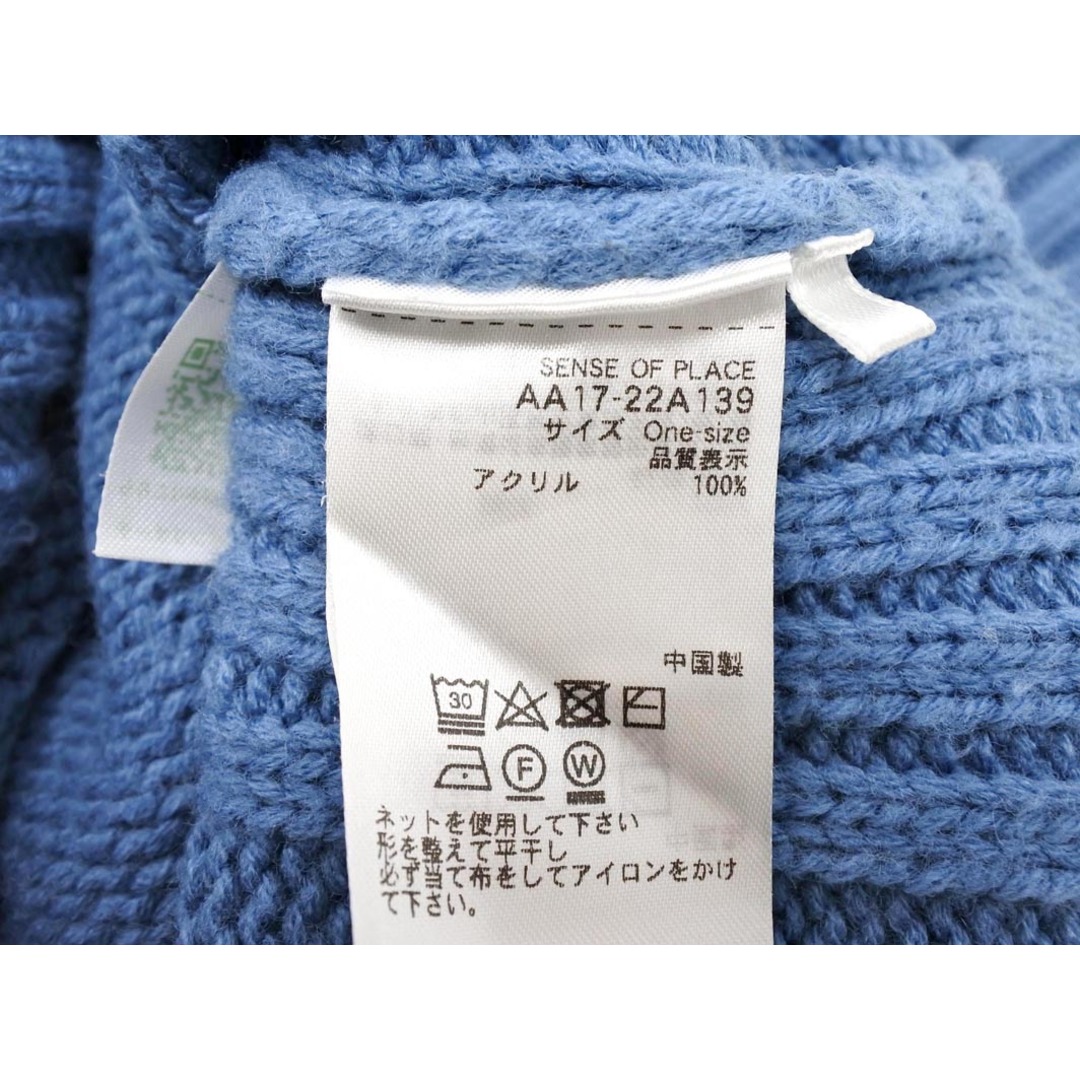 SENSE OF PLACE
AA17-22A139
サイズ One-size
品質表示
アクリル 100%
中国製
30
F W
ネットを使用して下さい
形を整えて平干し
必ず当て布をしてアイロンをかけ
て下さい。